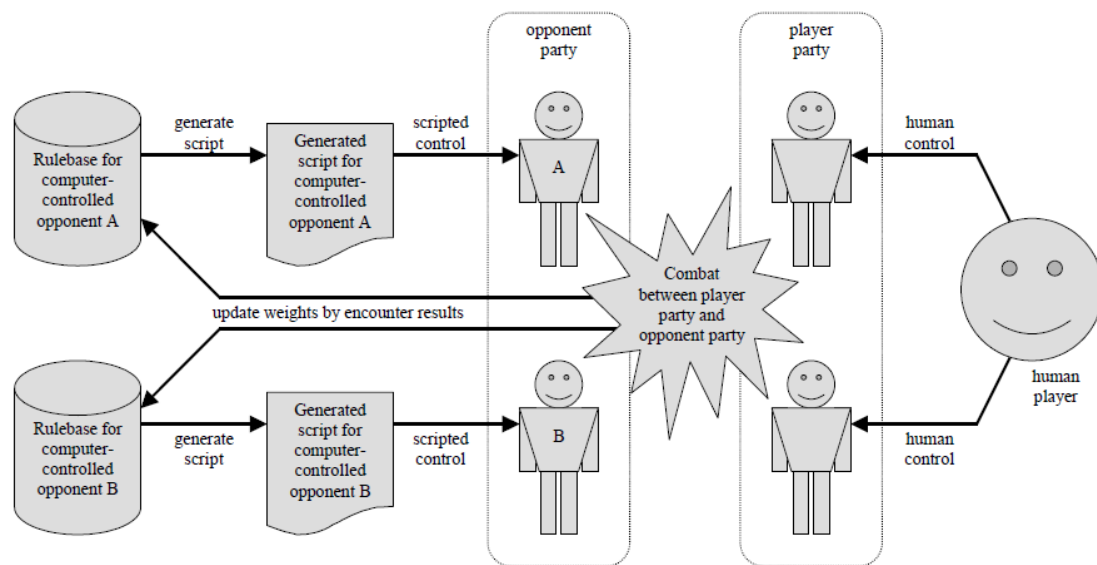 opponent
party
player
party
Rulebase for
computer-
controlled
opponent A
generate
script
Generated
script for
computer-
controlled
opponent A
scripted
control
A
human
control
Combat
between player
party and
opponent party
update weights by encounter results
human
player
Rulebase for
computer-
controlled
opponent B
generate
script
Generated
script for
computer-
controlled
opponent B
scripted
control
B
human
control